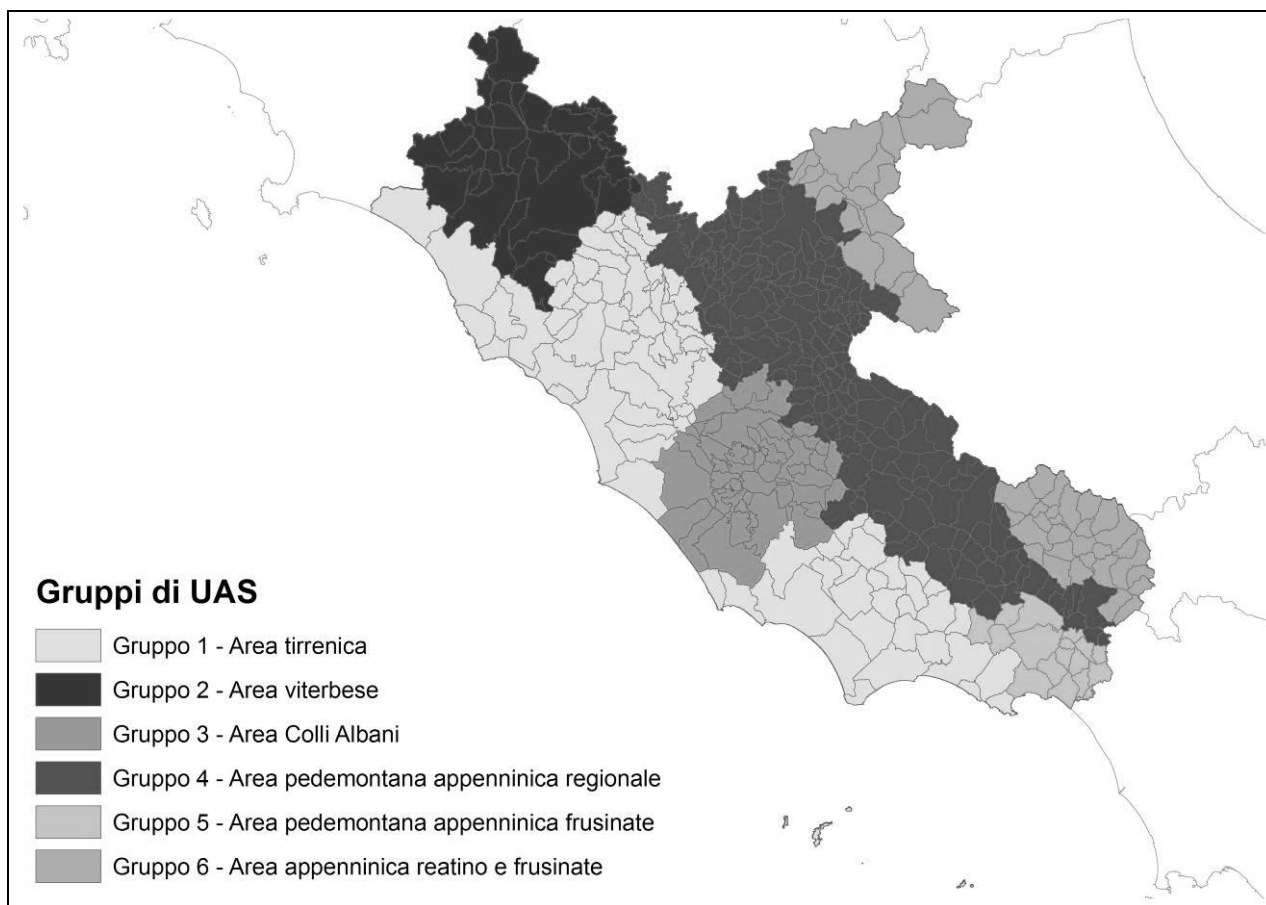 Gruppi di UAS
Gruppo 1 - Area tirrenica
Gruppo 2 - Area viterbese
Gruppo 3 - Area Colli Albani
Gruppo 4 - Area pedemontana appenninica regionale
Gruppo 5 - Area pedemontana appenninica frusinate
Gruppo 6 - Area appenninica reatino e frusinate